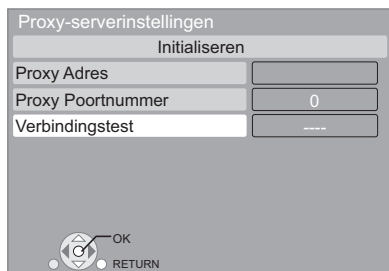 Proxy-serverinstellingen
Initialiseren
Proxy Adres
Proxy Poortnummer 0
Verbindingstest ----
OK
RETURN